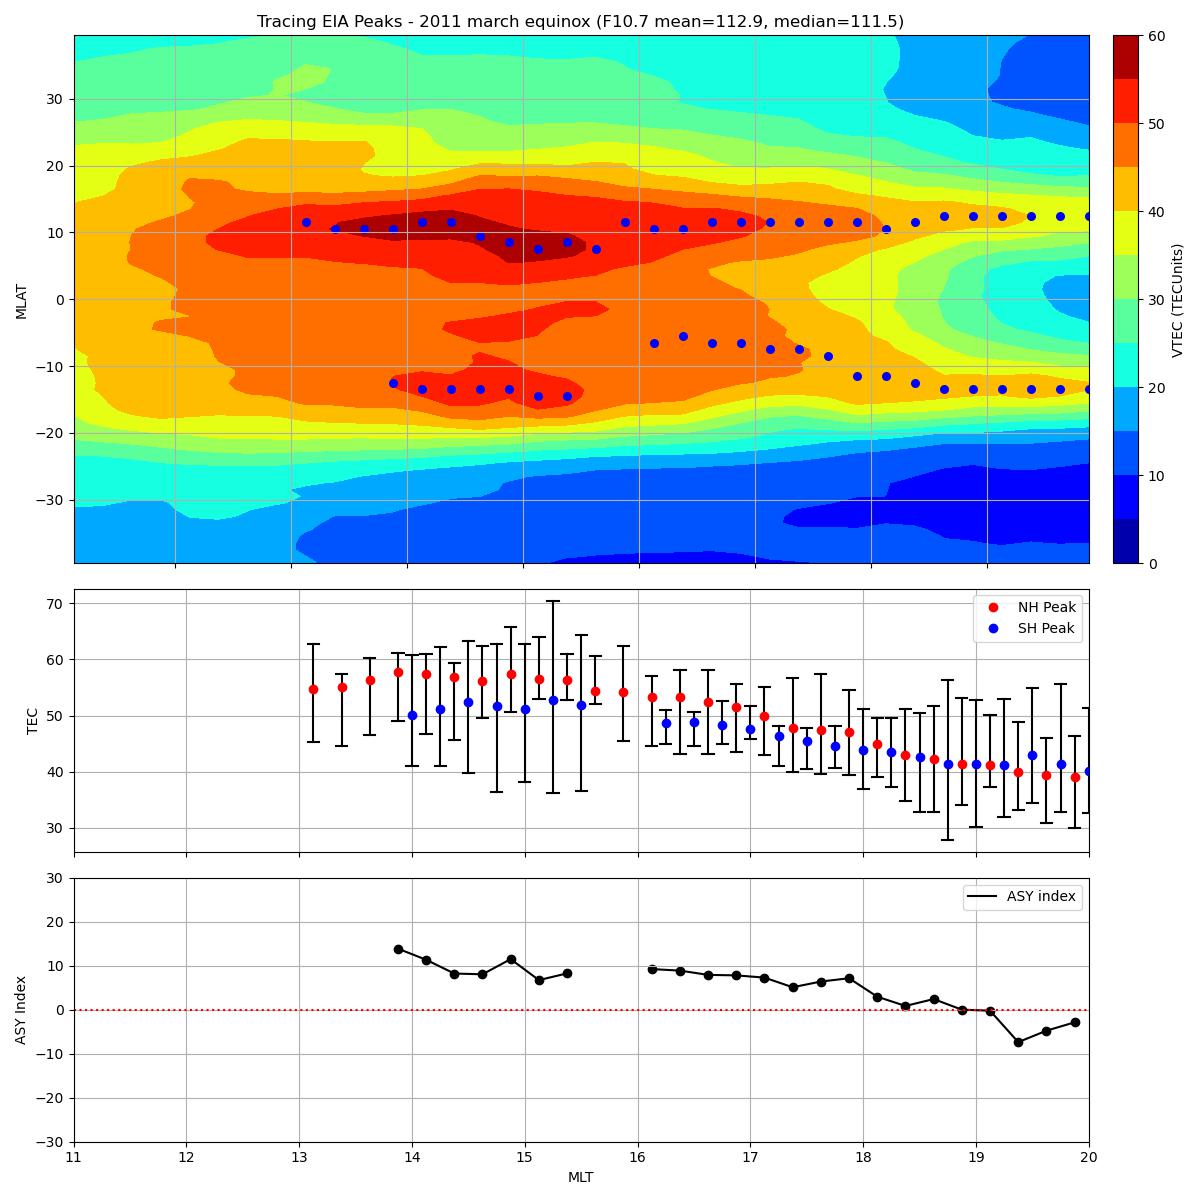 Tracing EIA Peaks - 2011 march equinox (F10.7 mean=112.9, median=111.5)
30
20
10
0
−10
−20
−30
MLAT
60
50
40
30
20
10
0
VTEC (TECUnits)
70
60
50
40
30
TEC
NH Peak
SH Peak
30
20
10
0
−10
−20
−30
ASY Index
ASY index
11 12 13 14 15 16 17 18 19 20
MLT